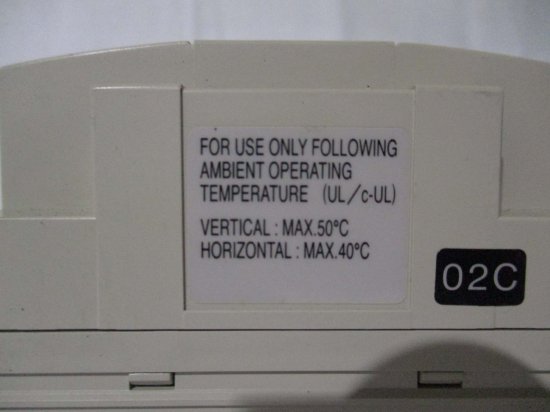 FOR USE ONLY FOLLOWING
AMBIENT OPERATING
TEMPERATURE (UL/c-UL)
VERTICAL : MAX.50°C
HORIZONTAL : MAX.40°C
02C